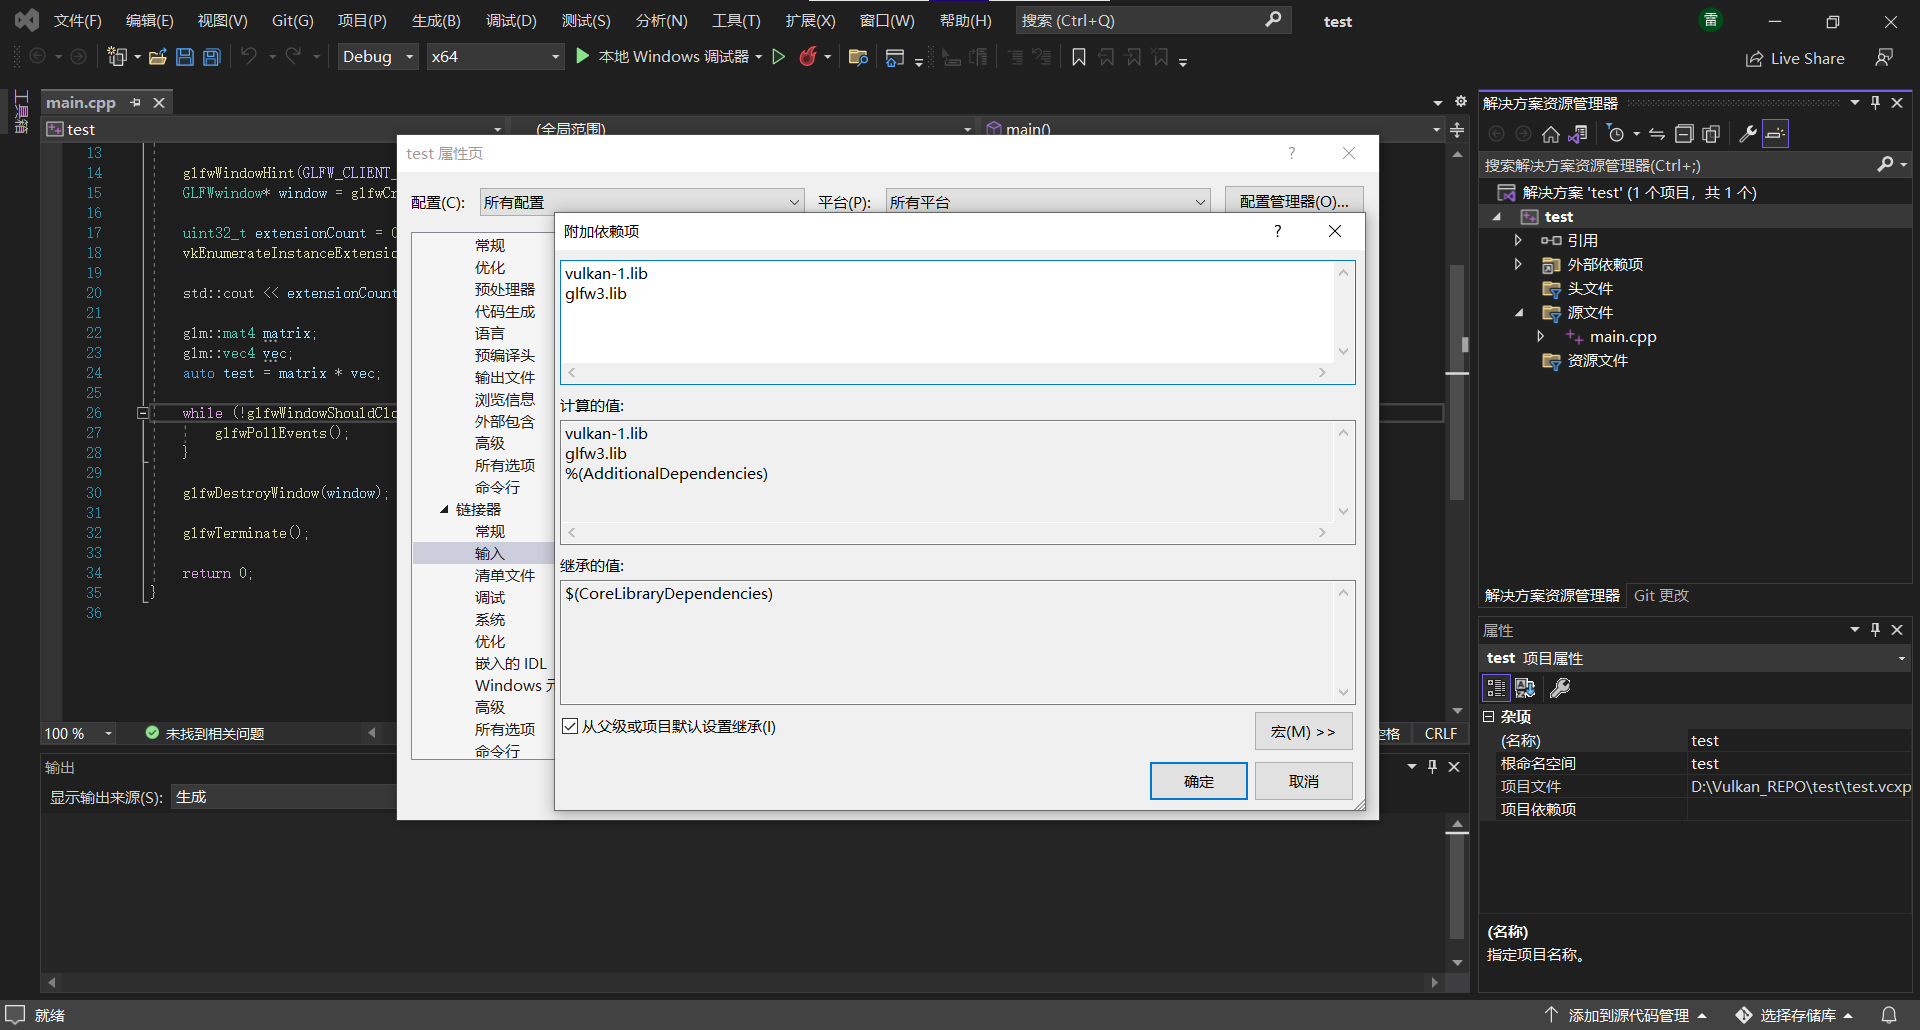 文件(F) 编辑(E) 视图(V) Git(G) 项目(P) 生成(B) 调试(D) 测试(S) 分析(N) 工具(T) 扩展(X) 窗口(W) 帮助(H) 搜索 (Ctrl+Q) test 雷
Debug x64 本地 Windows 调试器 Live Share
工具箱
main.cpp
test (全局范围) main()
13
14 glfwWindowHint(GLFW_CLIENT_
15 GLFWwindow* window = glfwCr
16
17 uint32_t extensionCount = 0
18 vkEnumerateInstanceExtensio
19
20 std::cout << extensionCount
21
22 glm::mat4 matrix;
23 glm::vec4 vec;
24 auto test = matrix * vec;
25
26 while (!glfwWindowShouldClo
27 glfwPollEvents();
28 }
29
30 glfwDestroyWindow(window);
31
32 glfwTerminate();
33
34 return 0;
35 }
36
100 % 未找到相关问题
空格 CRLF
输出
显示输出来源(S): 生成
test 属性页 ?
配置(C): 所有配置 平台(P): 所有平台 配置管理器(O)...
常规
优化
预处理器
代码生成
语言
预编译头
输出文件
浏览信息
外部包含
高级
所有选项
命令行
链接器
常规
输入
清单文件
调试
系统
优化
嵌入的 IDL
Windows 元
高级
所有选项
命令行
附加依赖项 ?
vulkan-1.lib
glfw3.lib
计算的值:
vulkan-1.lib
glfw3.lib
%(AdditionalDependencies)
继承的值:
$(CoreLibraryDependencies)
从父级或项目默认设置继承(I)
宏(M) >>
确定 取消
解决方案资源管理器
搜索解决方案资源管理器(Ctrl+;)
解决方案 'test' (1 个项目，共 1 个)
test
引用
外部依赖项
头文件
源文件
main.cpp
资源文件
解决方案资源管理器 Git 更改
属性
test 项目属性
杂项
(名称) test
根命名空间 test
项目文件 D:\Vulkan_REPO\test\test.vcxp
项目依赖项
(名称)
指定项目名称。
就绪 添加到源代码管理 选择存储库